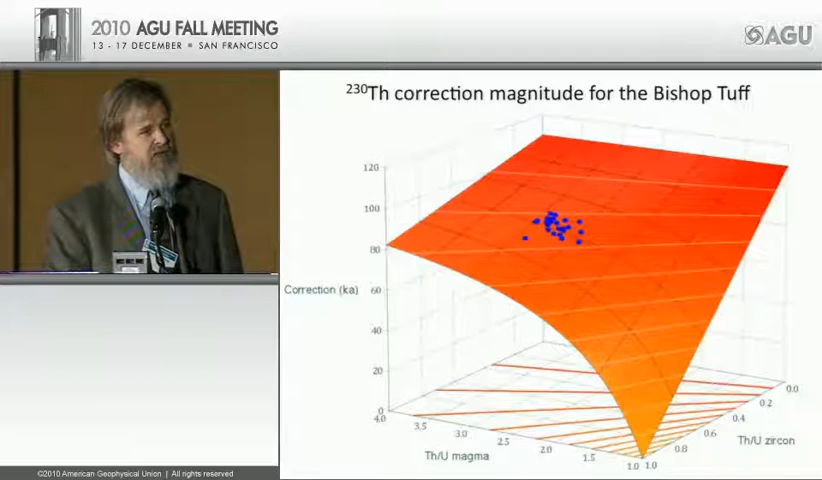 2010 AGU FALL MEETING
13 - 17 DECEMBER ■ SAN FRANCISCO
AGU
²³⁰Th correction magnitude for the Bishop Tuff
120
100
80
60
40
20
0
Correction (ka)
4.0
3.5
3.0
2.5
2.0
1.5
1.0
Th/U magma
1.0
0.8
0.6
0.4
0.2
0.0
Th/U zircon
©2010 American Geophysical Union | All rights reserved